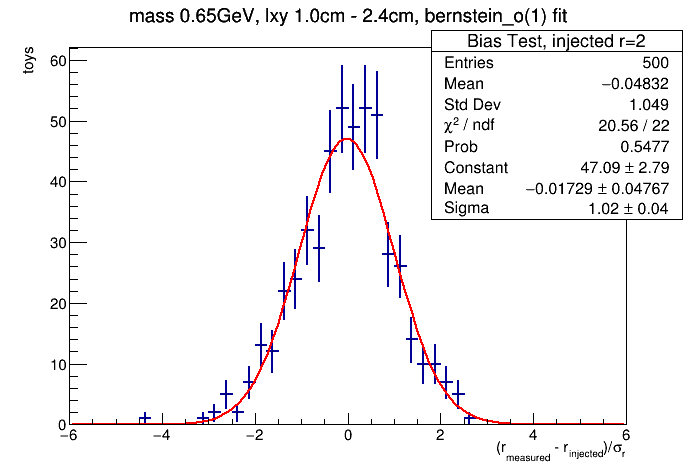 mass 0.65GeV, lxy 1.0cm - 2.4cm, bernstein_o(1) fit
toys
Bias Test, injected r=2
Entries 500
Mean −0.04832
Std Dev 1.049
χ² / ndf 20.56 / 22
Prob 0.5477
Constant 47.09 ± 2.79
Mean −0.01729 ± 0.04767
Sigma 1.02 ± 0.04
60
50
40
30
20
10
0
−6 −4 −2 0 2 4 6
(r_measured - r_injected)/σ_r